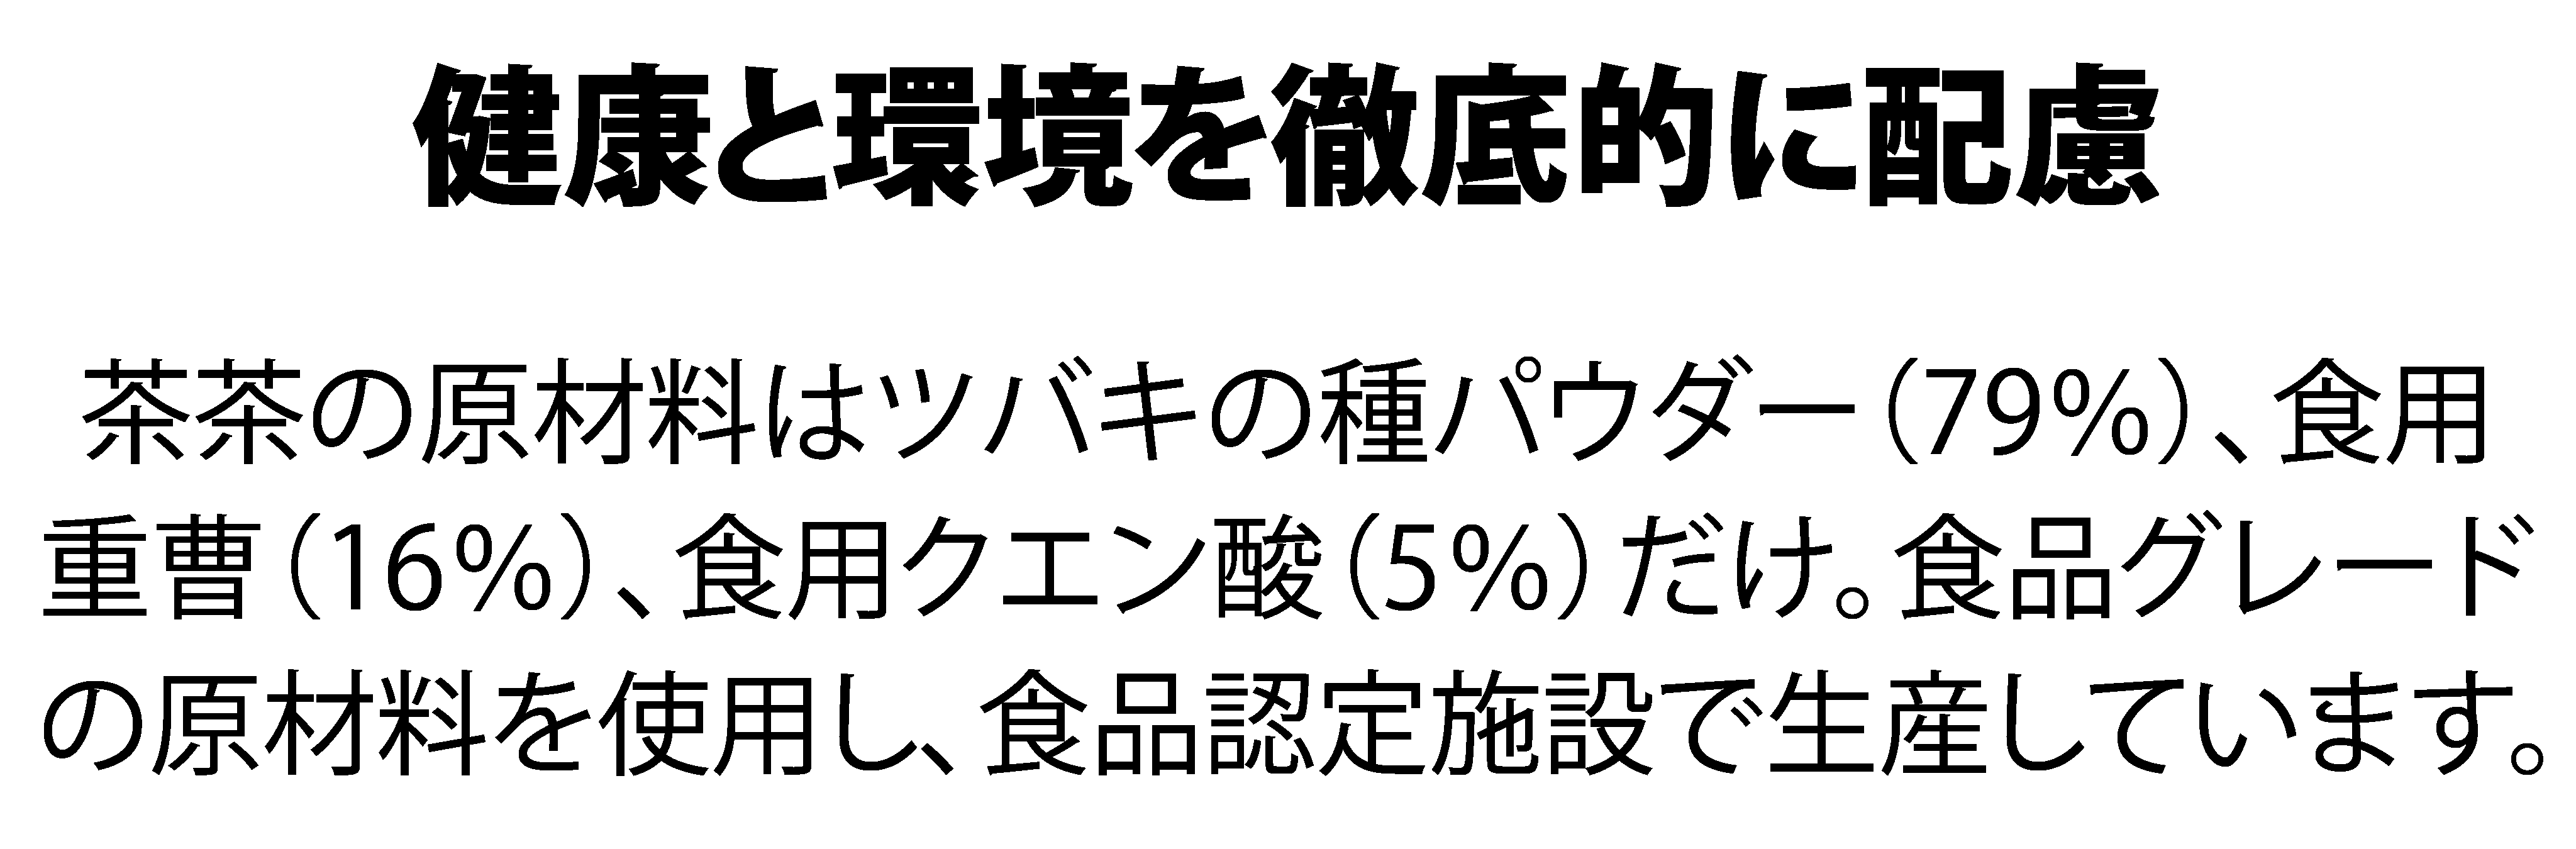 健康と環境を徹底的に配慮
茶茶の原材料はツバキの種パウダー（79%）、食用
重曹（16%）、食用クエン酸（5%）だけ。食品グレード
の原材料を使用し、食品認定施設で生産しています。